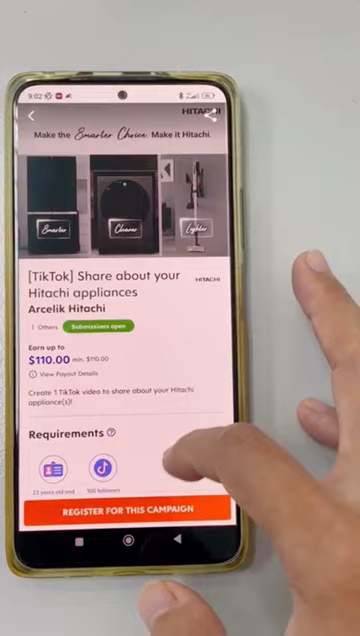 9:02
HITACHI
Make the Smarter Choice. Make it Hitachi.
Smarter
Cleaner
Lighter
[TikTok] Share about your
Hitachi appliances
HITACHI
Arcelik Hitachi
1 Others
Submissions open
Earn up to
$110.00 min. $110.00
View Payout Details
Create 1 TikTok video to share about your Hitachi
appliance(s)!
Requirements
23 years old and
100 followers
REGISTER FOR THIS CAMPAIGN